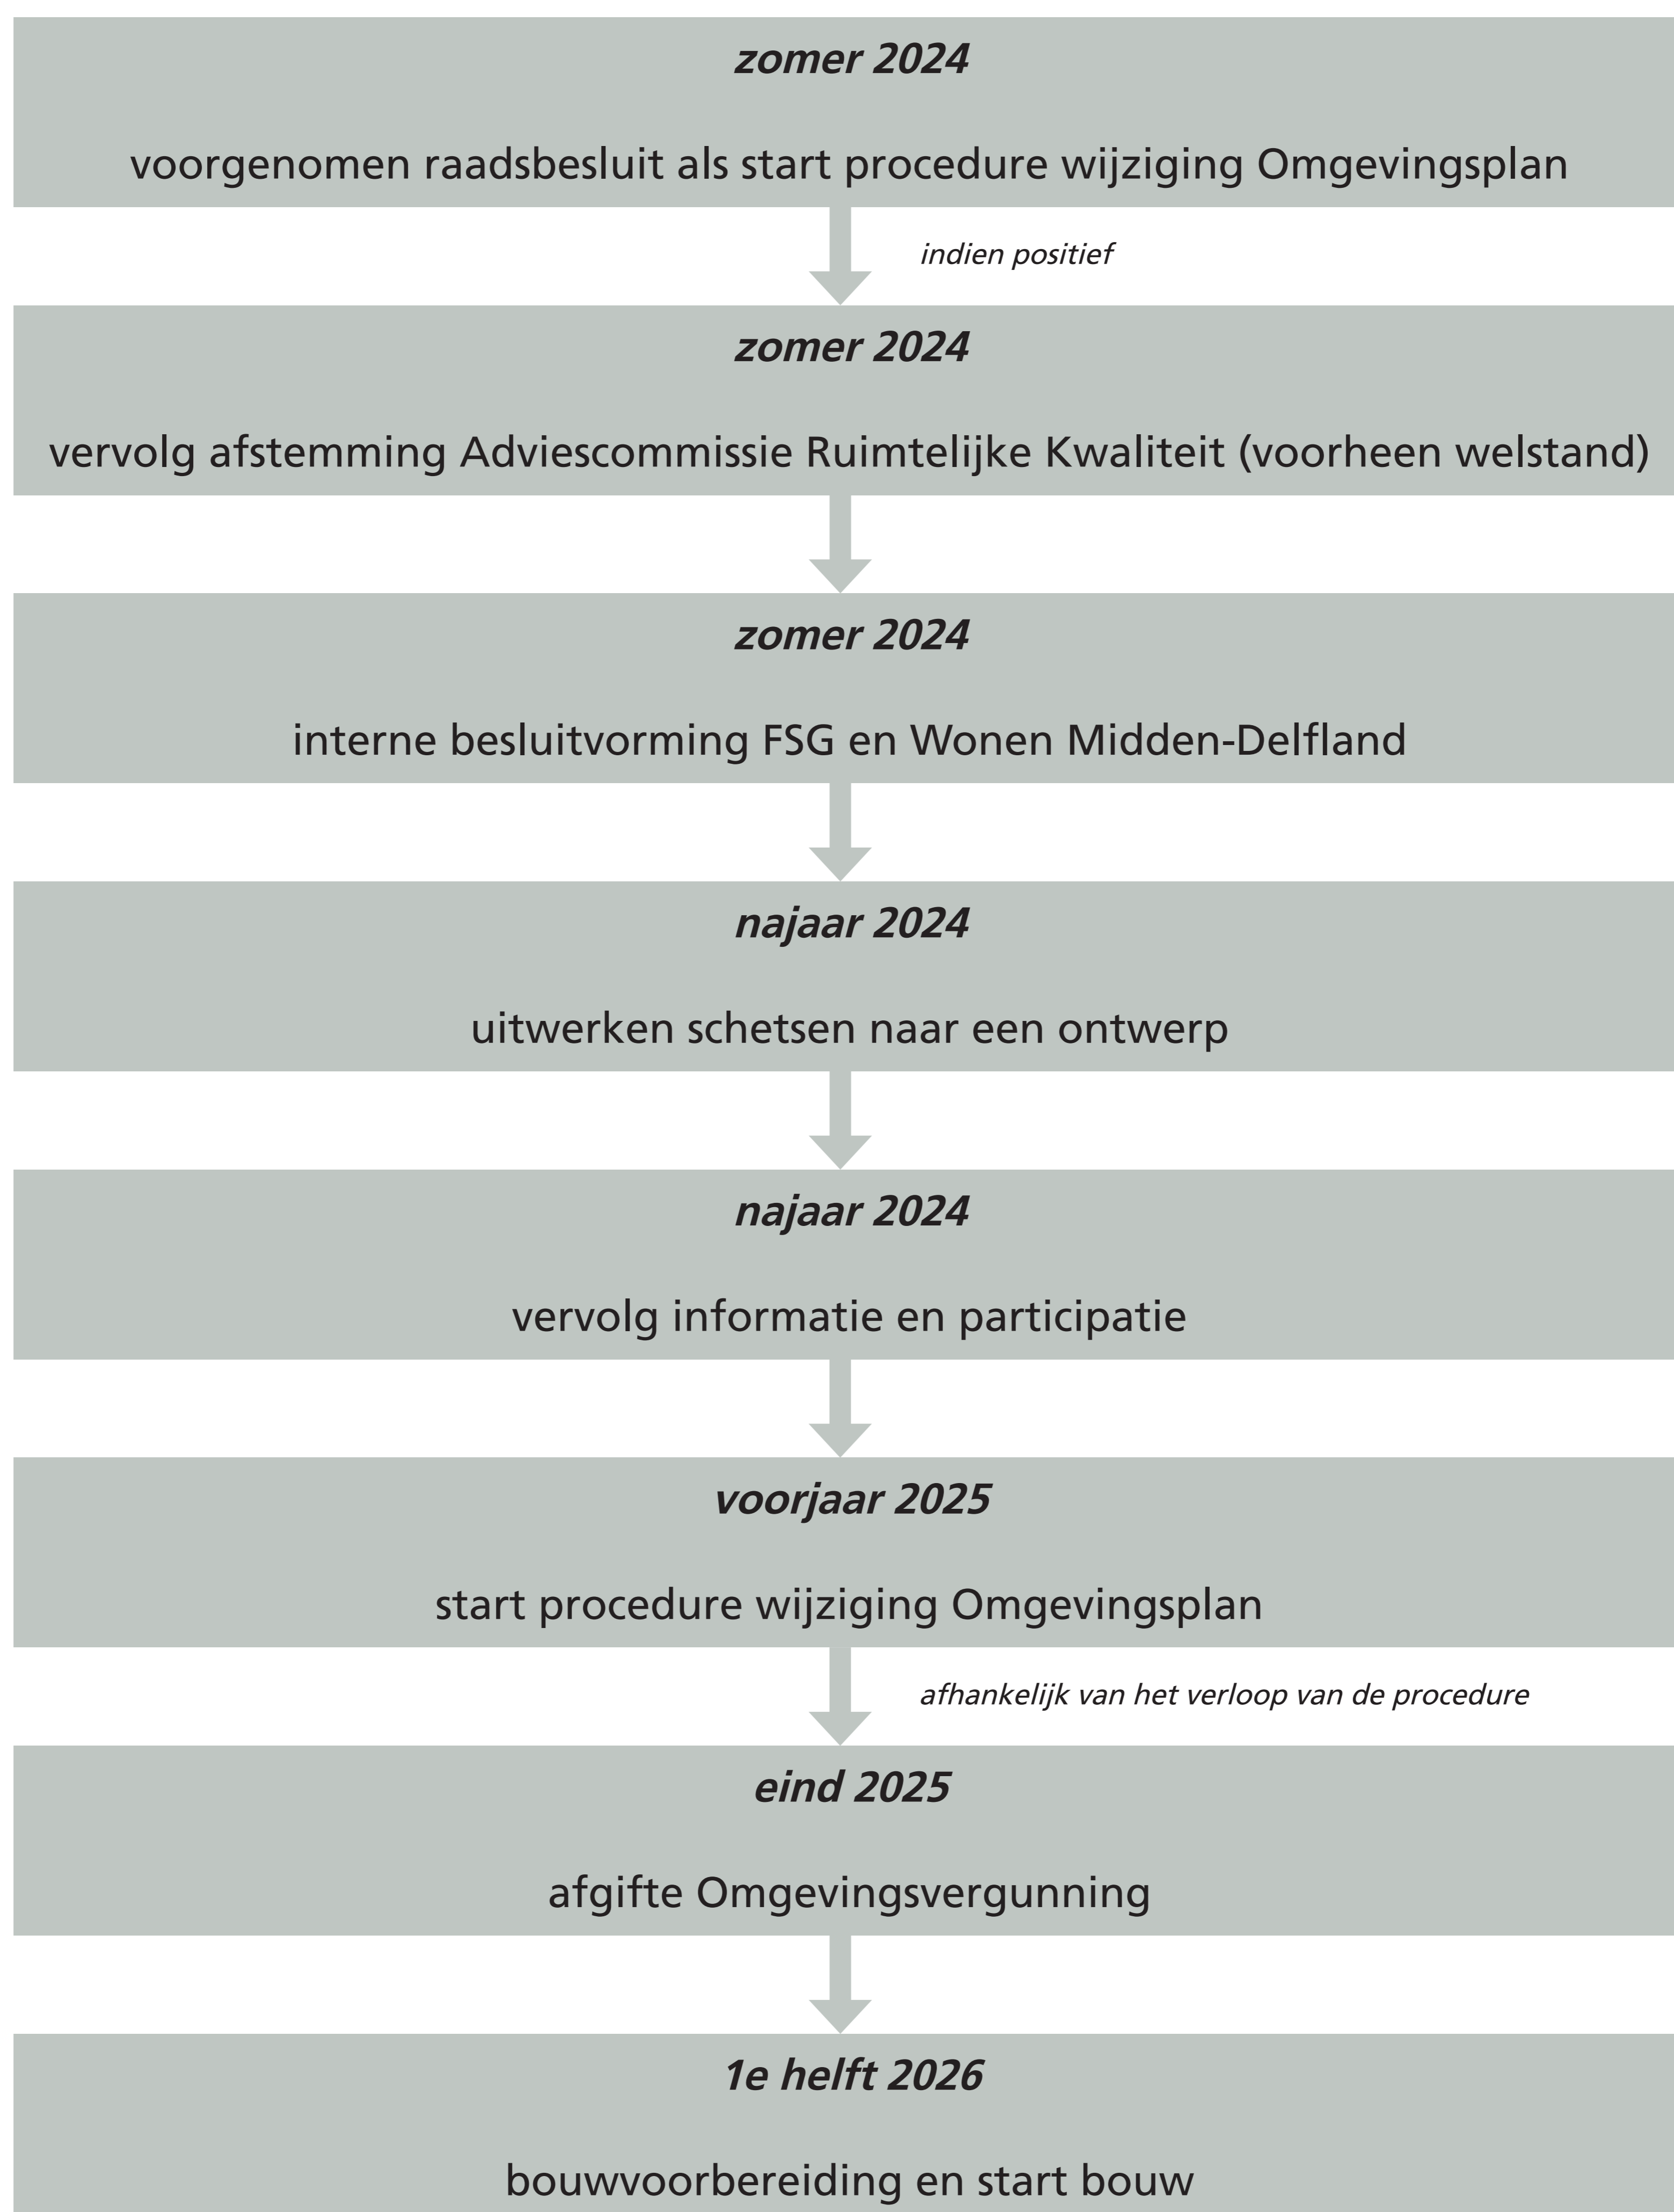 zomer 2024
voorgenomen raadsbesluit als start procedure wijziging Omgevingsplan
indien positief
zomer 2024
vervolg afstemming Adviescommissie Ruimtelijke Kwaliteit (voorheen welstand)
zomer 2024
interne besluitvorming FSG en Wonen Midden-Delfland
najaar 2024
uitwerken schetsen naar een ontwerp
najaar 2024
vervolg informatie en participatie
voorjaar 2025
start procedure wijziging Omgevingsplan
afhankelijk van het verloop van de procedure
eind 2025
afgifte Omgevingsvergunning
1e helft 2026
bouwvoorbereiding en start bouw